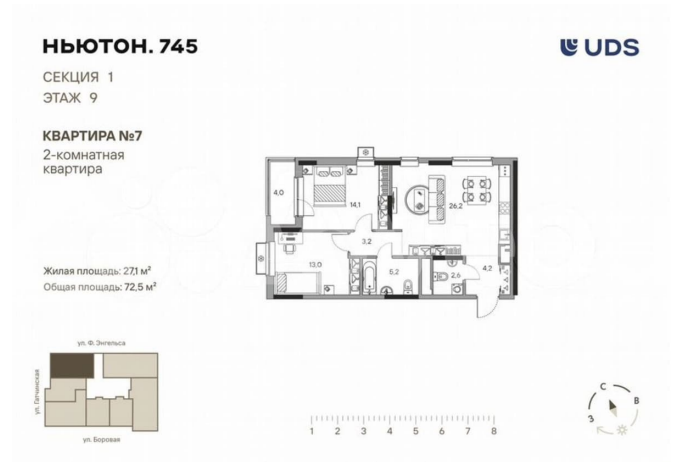 НЬЮТОН. 745
UDS
СЕКЦИЯ 1
ЭТАЖ 9
КВАРТИРА №7
2-комнатная
квартира
4,0
14,1
26,2
3,2
13,0
5,2
2,6
4,2
Жилая площадь: 27,1 м²
Общая площадь: 72,5 м²
ул. Ф. Энгельса
ул. Гатчинская
ул. Боровая
С
В
З
1 2 3 4 5 6 7 8